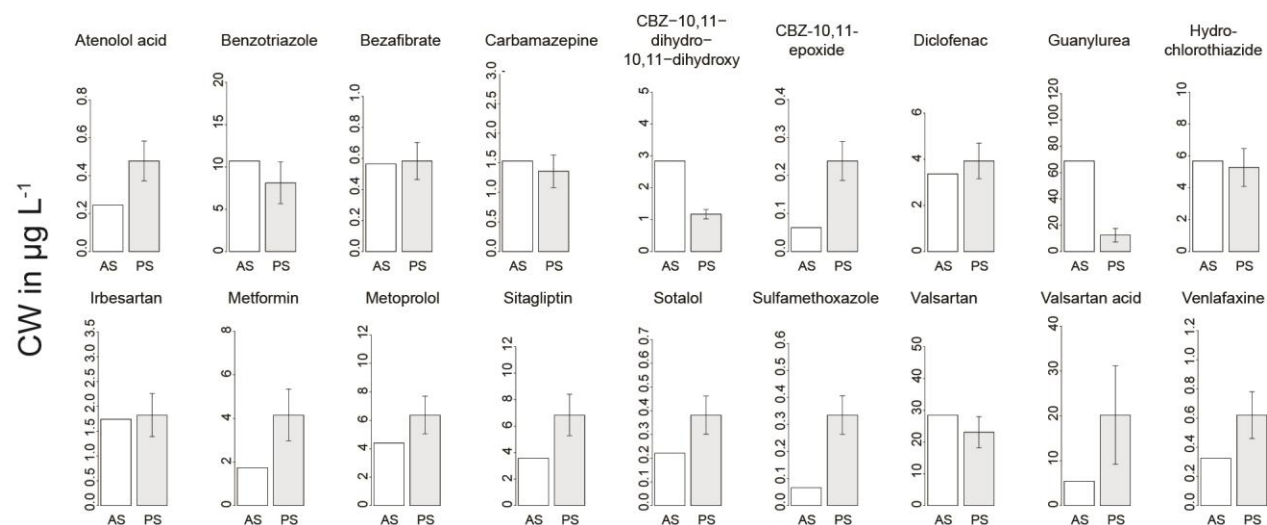 CBZ−10,11−
dihydro−
10,11−dihydroxy
CBZ-10,11-
epoxide
Hydro-
chlorothiazide
Atenolol acid
Benzotriazole
Bezafibrate
Carbamazepine
Diclofenac
Guanylurea
CW in µg L-1
0.0 0.2 0.4 0.6 0.8
0 5 10 15 20
0.0 0.2 0.4 0.6 0.8 1.0
0.0 0.5 1.0 1.5 2.0 2.5 3.0
0 1 2 3 4 5
0.0 0.1 0.2 0.3 0.4
0 2 4 6
0 20 40 60 80 100 120
0 2 4 6 8 10
AS PS AS PS AS PS AS PS AS PS AS PS AS PS AS PS AS PS
Irbesartan
Metformin
Metoprolol
Sitagliptin
Sotalol
Sulfamethoxazole
Valsartan
Valsartan acid
Venlafaxine
0.0 0.5 1.0 1.5 2.0 2.5 3.0 3.5
0 2 4 6 8
0 2 4 6 8 10 12
0 2 4 6 8 10 12
0.0 0.1 0.2 0.3 0.4 0.5 0.6 0.7
0.0 0.1 0.2 0.3 0.4 0.5 0.6
0 10 20 30 40 50
0 10 20 30 40
0.0 0.2 0.4 0.6 0.8 1.0 1.2
AS PS AS PS AS PS AS PS AS PS AS PS AS PS AS PS AS PS